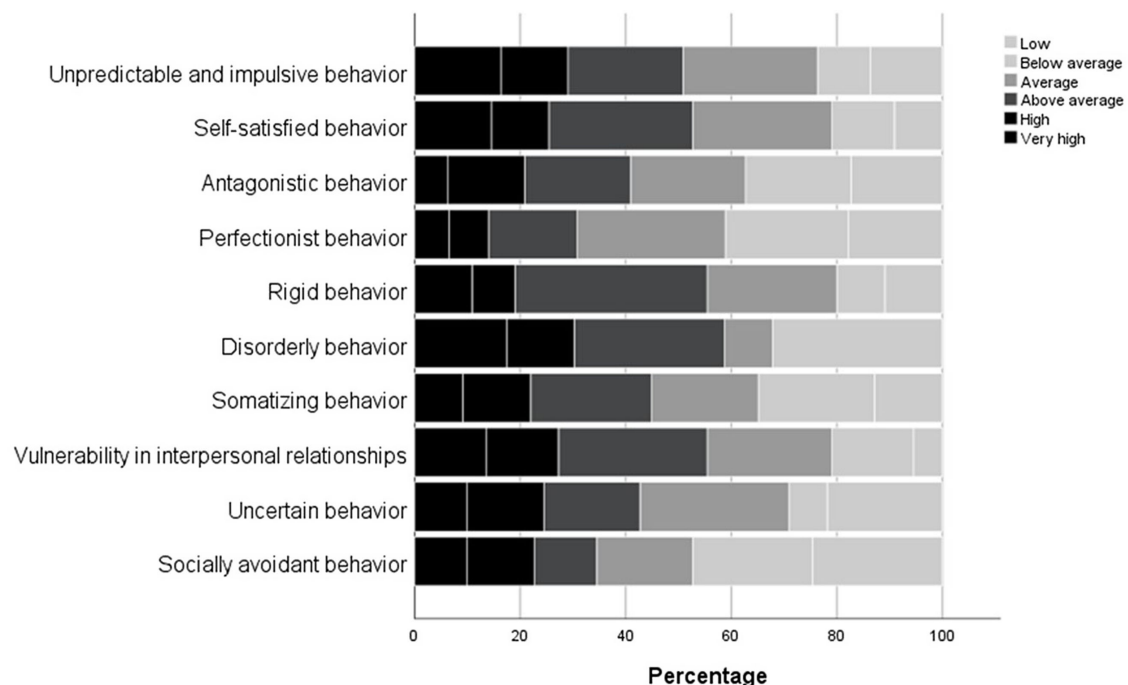 Unpredictable and impulsive behavior
Self-satisfied behavior
Antagonistic behavior
Perfectionist behavior
Rigid behavior
Disorderly behavior
Somatizing behavior
Vulnerability in interpersonal relationships
Uncertain behavior
Socially avoidant behavior
0 20 40 60 80 100
Percentage
Low
Below average
Average
Above average
High
Very high